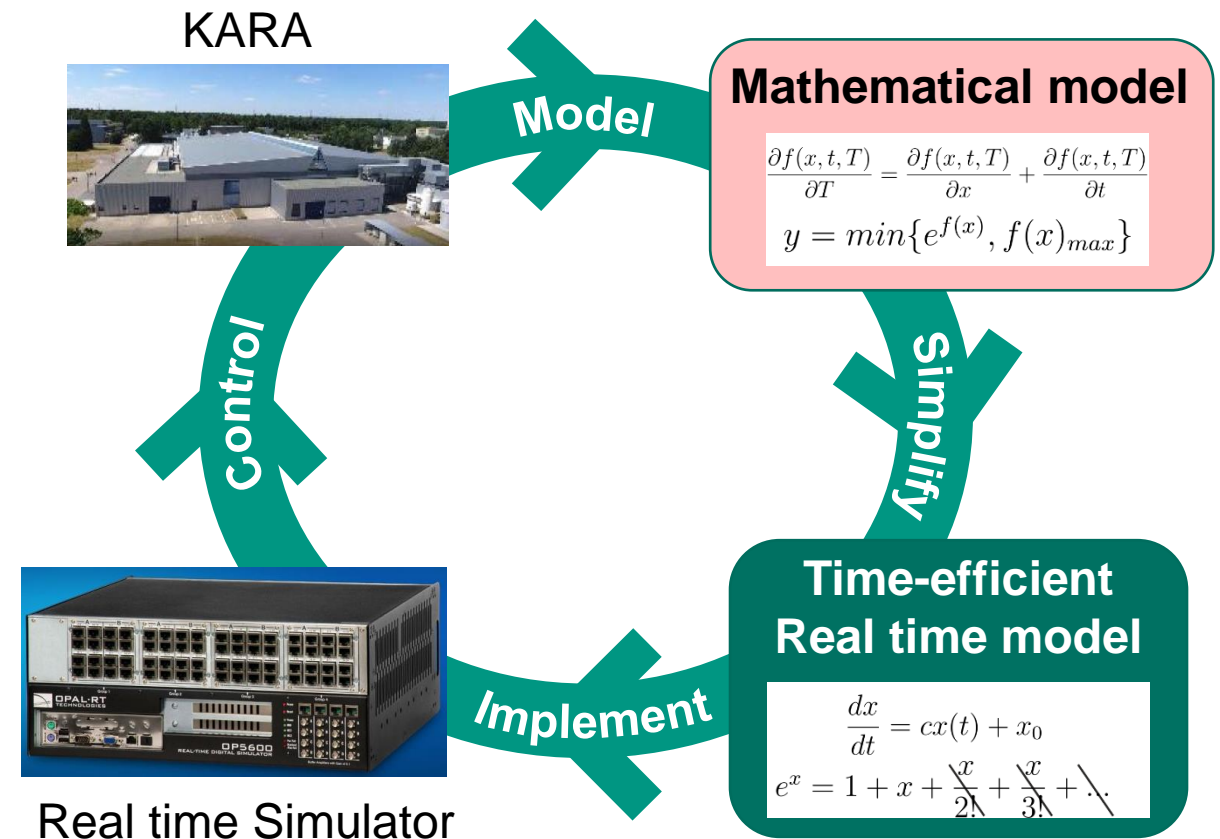 KARA
Model
Mathematical model
∂f(x, t, T)/∂T = ∂f(x, t, T)/∂x + ∂f(x, t, T)/∂t
y = min{e^{f(x)}, f(x)_{max}}
Control
Simplify
Time-efficient
Real time model
dx/dt = cx(t) + x_0
e^x = 1 + x + x/2! + x/3! + ...
Implement
OPAL-RT
TECHNOLOGIES
OP5600
REAL-TIME DIGITAL SIMULATOR
Real time Simulator